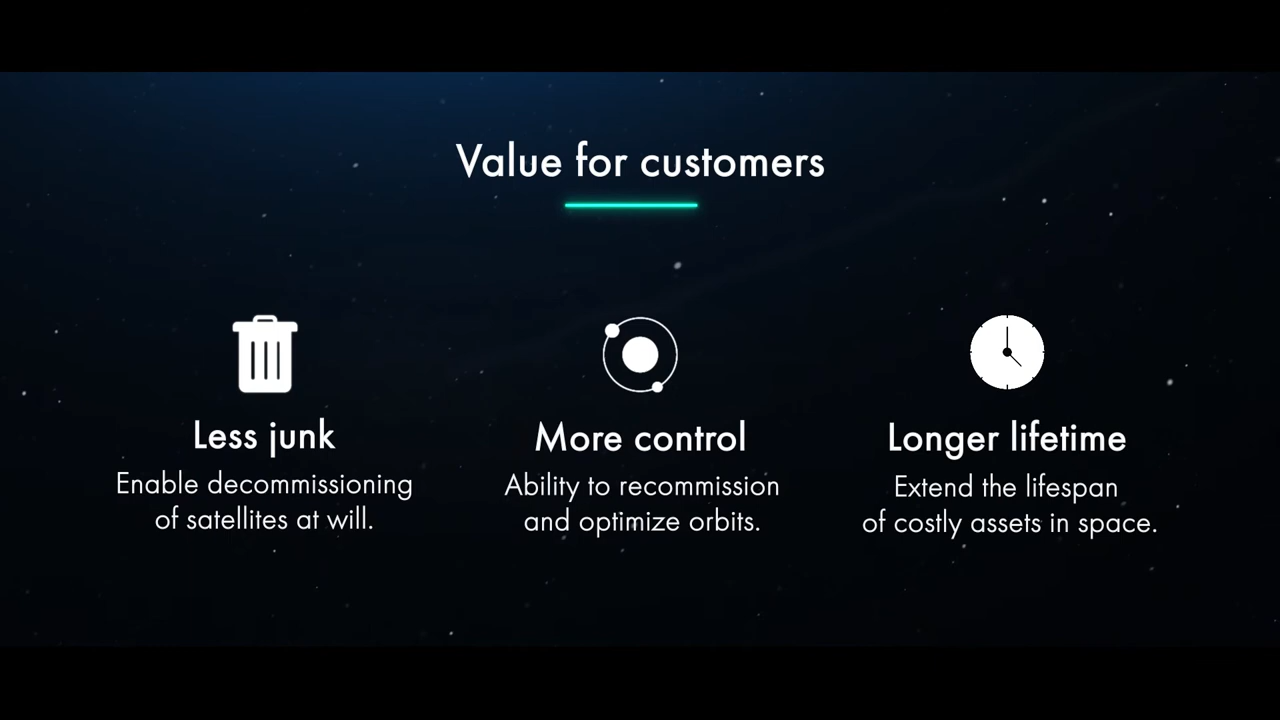 Value for customers
Less junk
Enable decommissioning
of satellites at will.
More control
Ability to recommission
and optimize orbits.
Longer lifetime
Extend the lifespan
of costly assets in space.